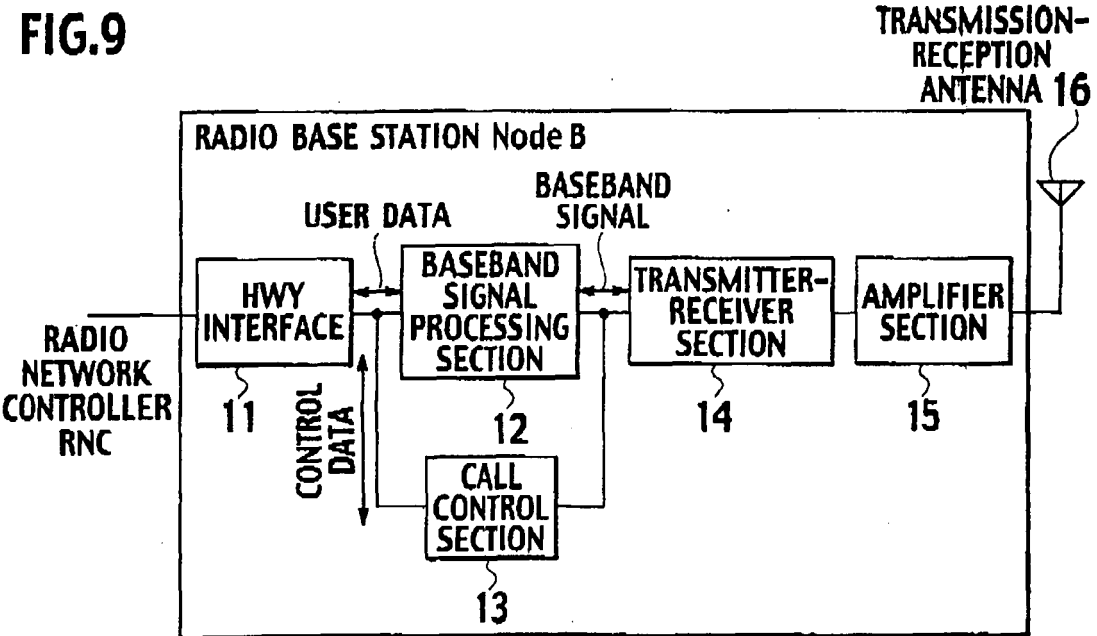 FIG.9
TRANSMISSION-
RECEPTION
ANTENNA 16
RADIO BASE STATION Node B
USER DATA
BASEBAND
SIGNAL
HWY
INTERFACE
11
BASEBAND
SIGNAL
PROCESSING
SECTION
12
TRANSMITTER-
RECEIVER
SECTION
14
AMPLIFIER
SECTION
15
RADIO
NETWORK
CONTROLLER
RNC
CONTROL
DATA
CALL
CONTROL
SECTION
13